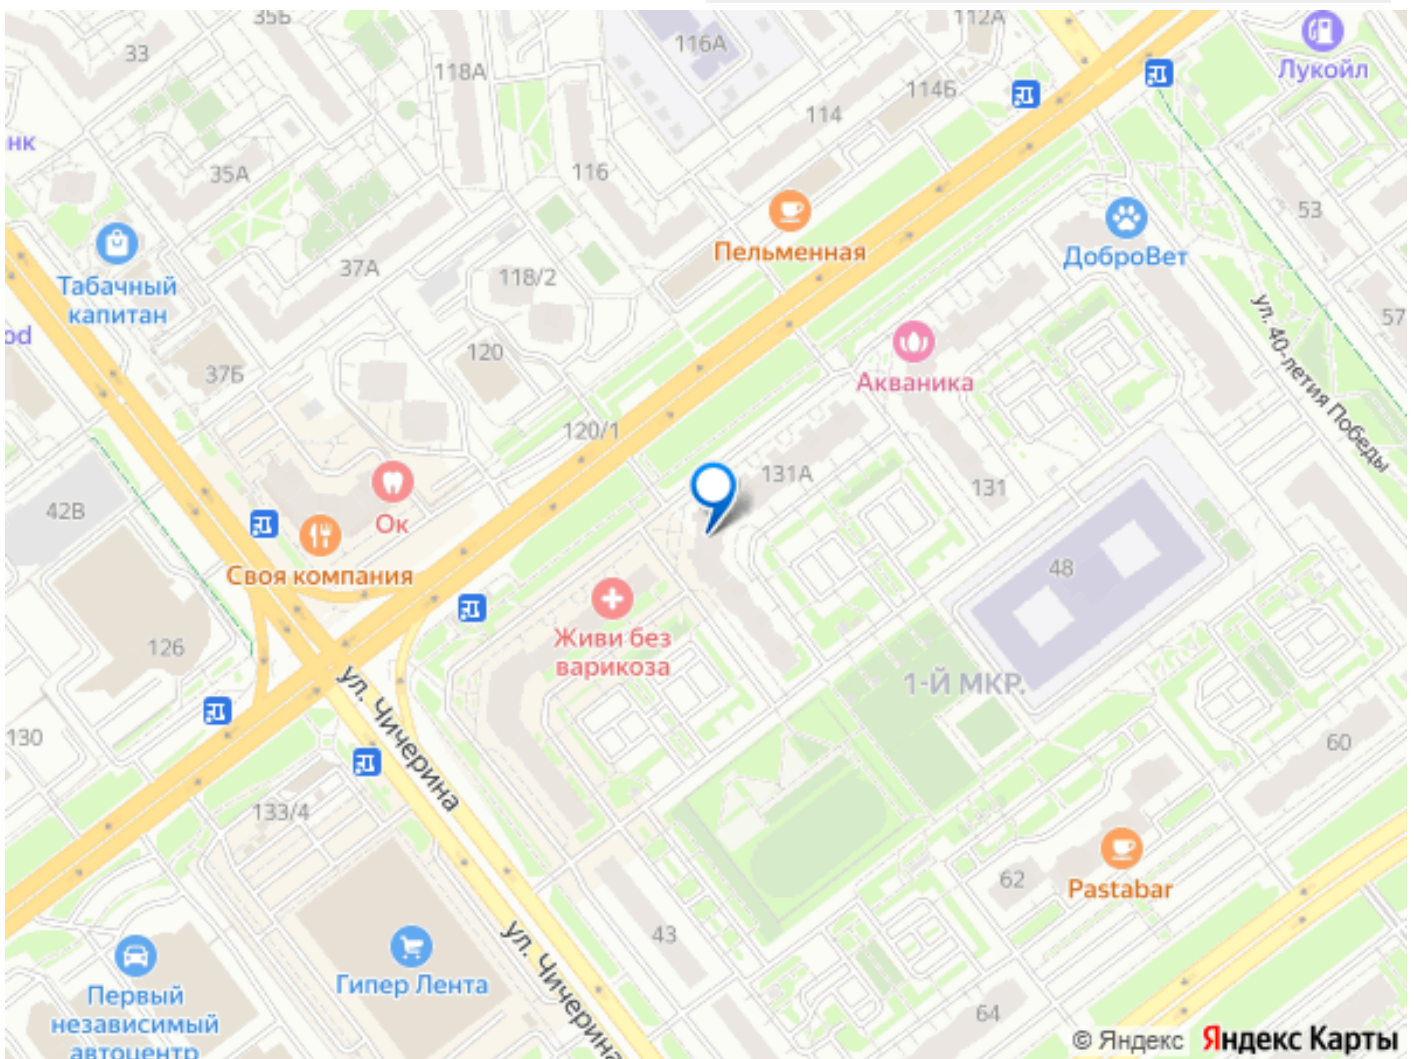 35Б
112А
33
116А
118А
Лукойл
114Б
114
нк
35А
116
53
Пельменная
ДоброВет
37А
118/2
Табачный
капитан
57
od
37Б
120
Акваника
ул. 40-летия Победы
120/1
131А
131
42В
Ок
Своя компания
48
126
Живи без
варикоза
1-Й МКР.
ул. Чичерина
130
60
133/4
62
Pastabar
43
ул. Чичерина
Гипер Лента
Первый
независимый
автоцентр
64
© Яндекс Яндекс Карты